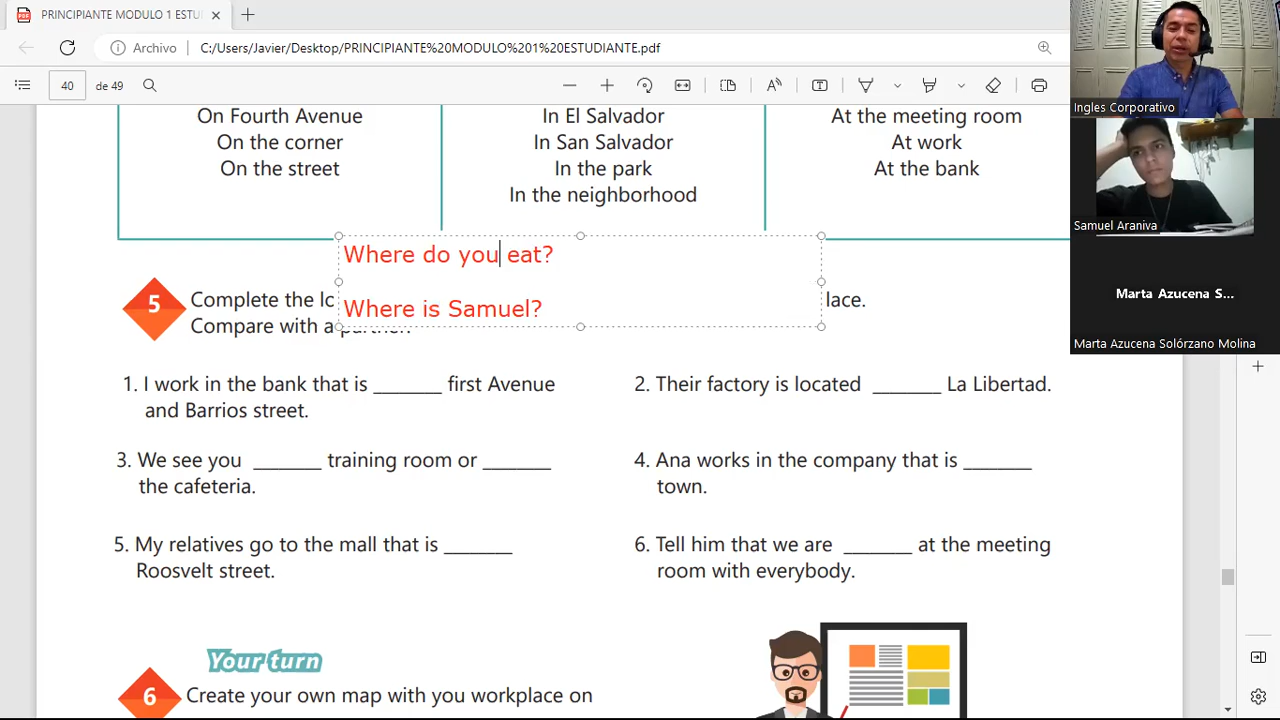 PRINCIPIANTE MODULO 1 ESTU
Archivo
C:/Users/Javier/Desktop/PRINCIPIANTE%20MODULO%201%20ESTUDIANTE.pdf
40
de 49
On Fourth Avenue
On the corner
On the street
In El Salvador
In San Salvador
In the park
In the neighborhood
At the meeting room
At work
At the bank
Where do you eat?
Where is Samuel?
5
Complete the lc
lace.
Compare with a partner.
1. I work in the bank that is _______ first Avenue
and Barrios street.
2. Their factory is located _______ La Libertad.
3. We see you _______ training room or _______
the cafeteria.
4. Ana works in the company that is _______
town.
5. My relatives go to the mall that is _______
Roosvelt street.
6. Tell him that we are _______ at the meeting
room with everybody.
Your turn
6
Create your own map with you workplace on
Ingles Corporativo
Samuel Araniva
Marta Azucena S...
Marta Azucena Solórzano Molina